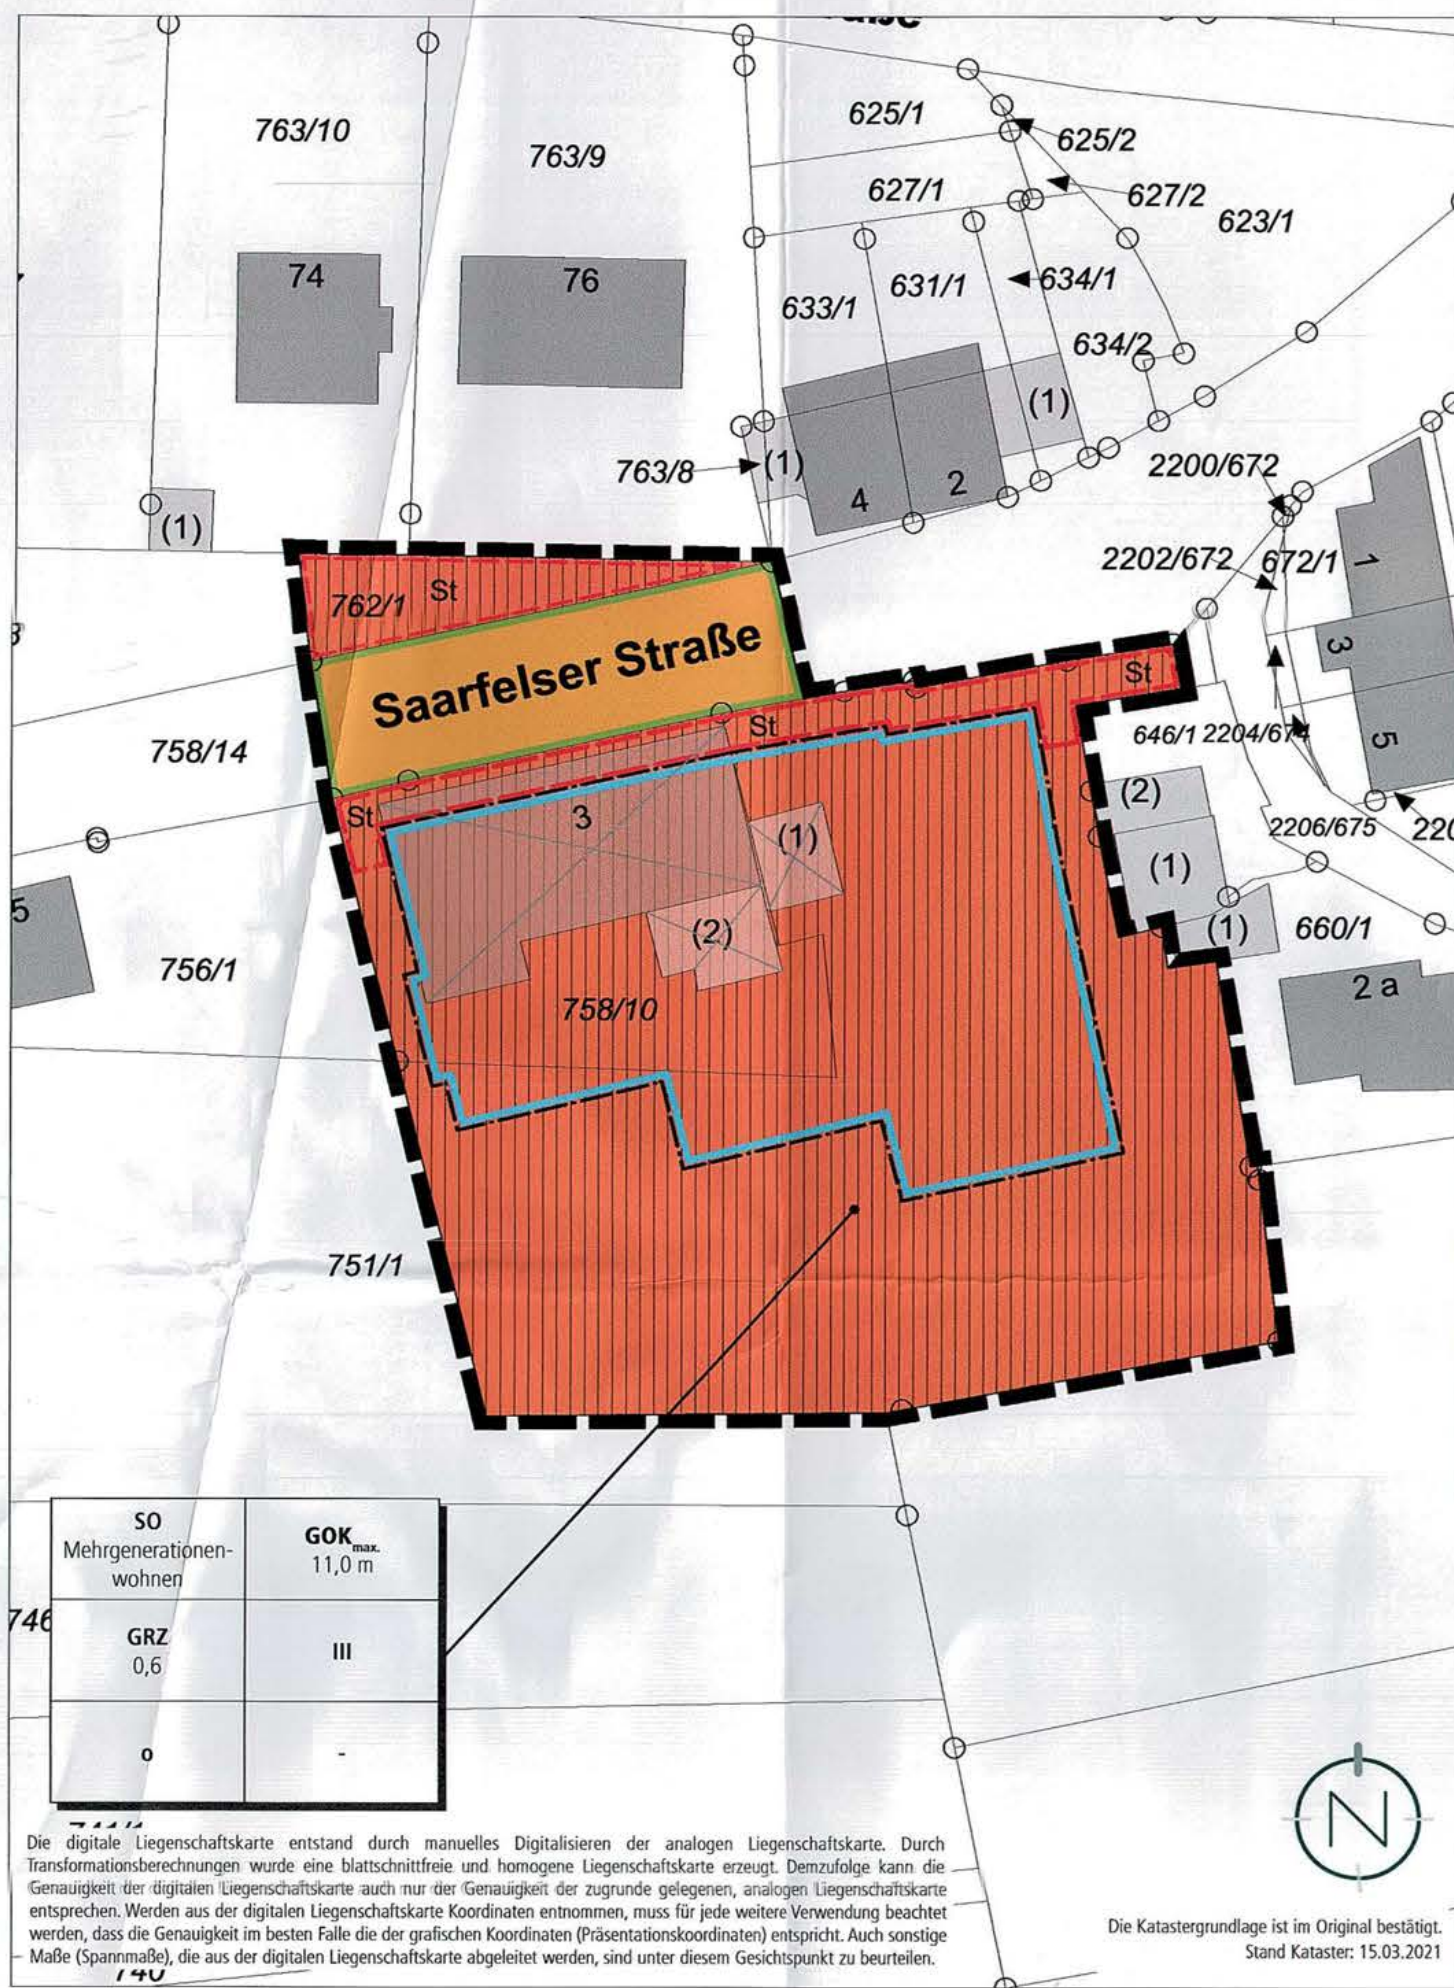 763/10
763/9
625/1
625/2
627/1
627/2
623/1
74
76
633/1
631/1
634/1
634/2
(1)
763/8
(1)
4
2
2200/672
(1)
2202/672
672/1
1
762/1
St
Saarfelser Straße
3
St
758/14
St
646/1
2204/674
5
St
3
(1)
(2)
2206/675
(1)
5
(2)
(1)
660/1
756/1
758/10
2 a
751/1
SO
Mehrgenerationen-
wohnen
GOKmax.
11,0 m
746
GRZ
0,6
III
o
-
Die digitale Liegenschaftskarte entstand durch manuelles Digitalisieren der analogen Liegenschaftskarte. Durch
Transformationsberechnungen wurde eine blattschnittfreie und homogene Liegenschaftskarte erzeugt. Demzufolge kann die
Genauigkeit der digitalen Liegenschaftskarte auch nur der Genauigkeit der zugrunde gelegenen, analogen Liegenschaftskarte
entsprechen. Werden aus der digitalen Liegenschaftskarte Koordinaten entnommen, muss für jede weitere Verwendung beachtet
werden, dass die Genauigkeit im besten Falle die der grafischen Koordinaten (Präsentationskoordinaten) entspricht. Auch sonstige
Maße (Spannmaße), die aus der digitalen Liegenschaftskarte abgeleitet werden, sind unter diesem Gesichtspunkt zu beurteilen.
N
Die Katastergrundlage ist im Original bestätigt.
Stand Kataster: 15.03.2021